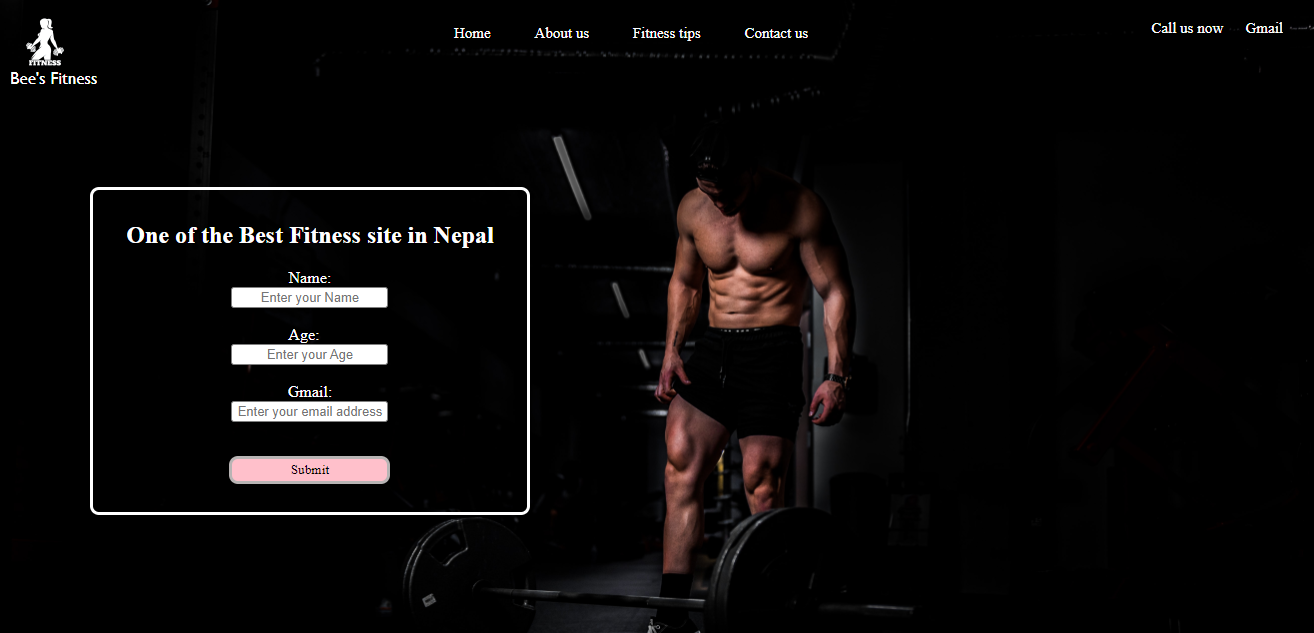 Home About us Fitness tips Contact us
Call us now Gmail
FITNESS
Bee's Fitness
One of the Best Fitness site in Nepal
Name:
Enter your Name
Age:
Enter your Age
Gmail:
Enter your email address
Submit